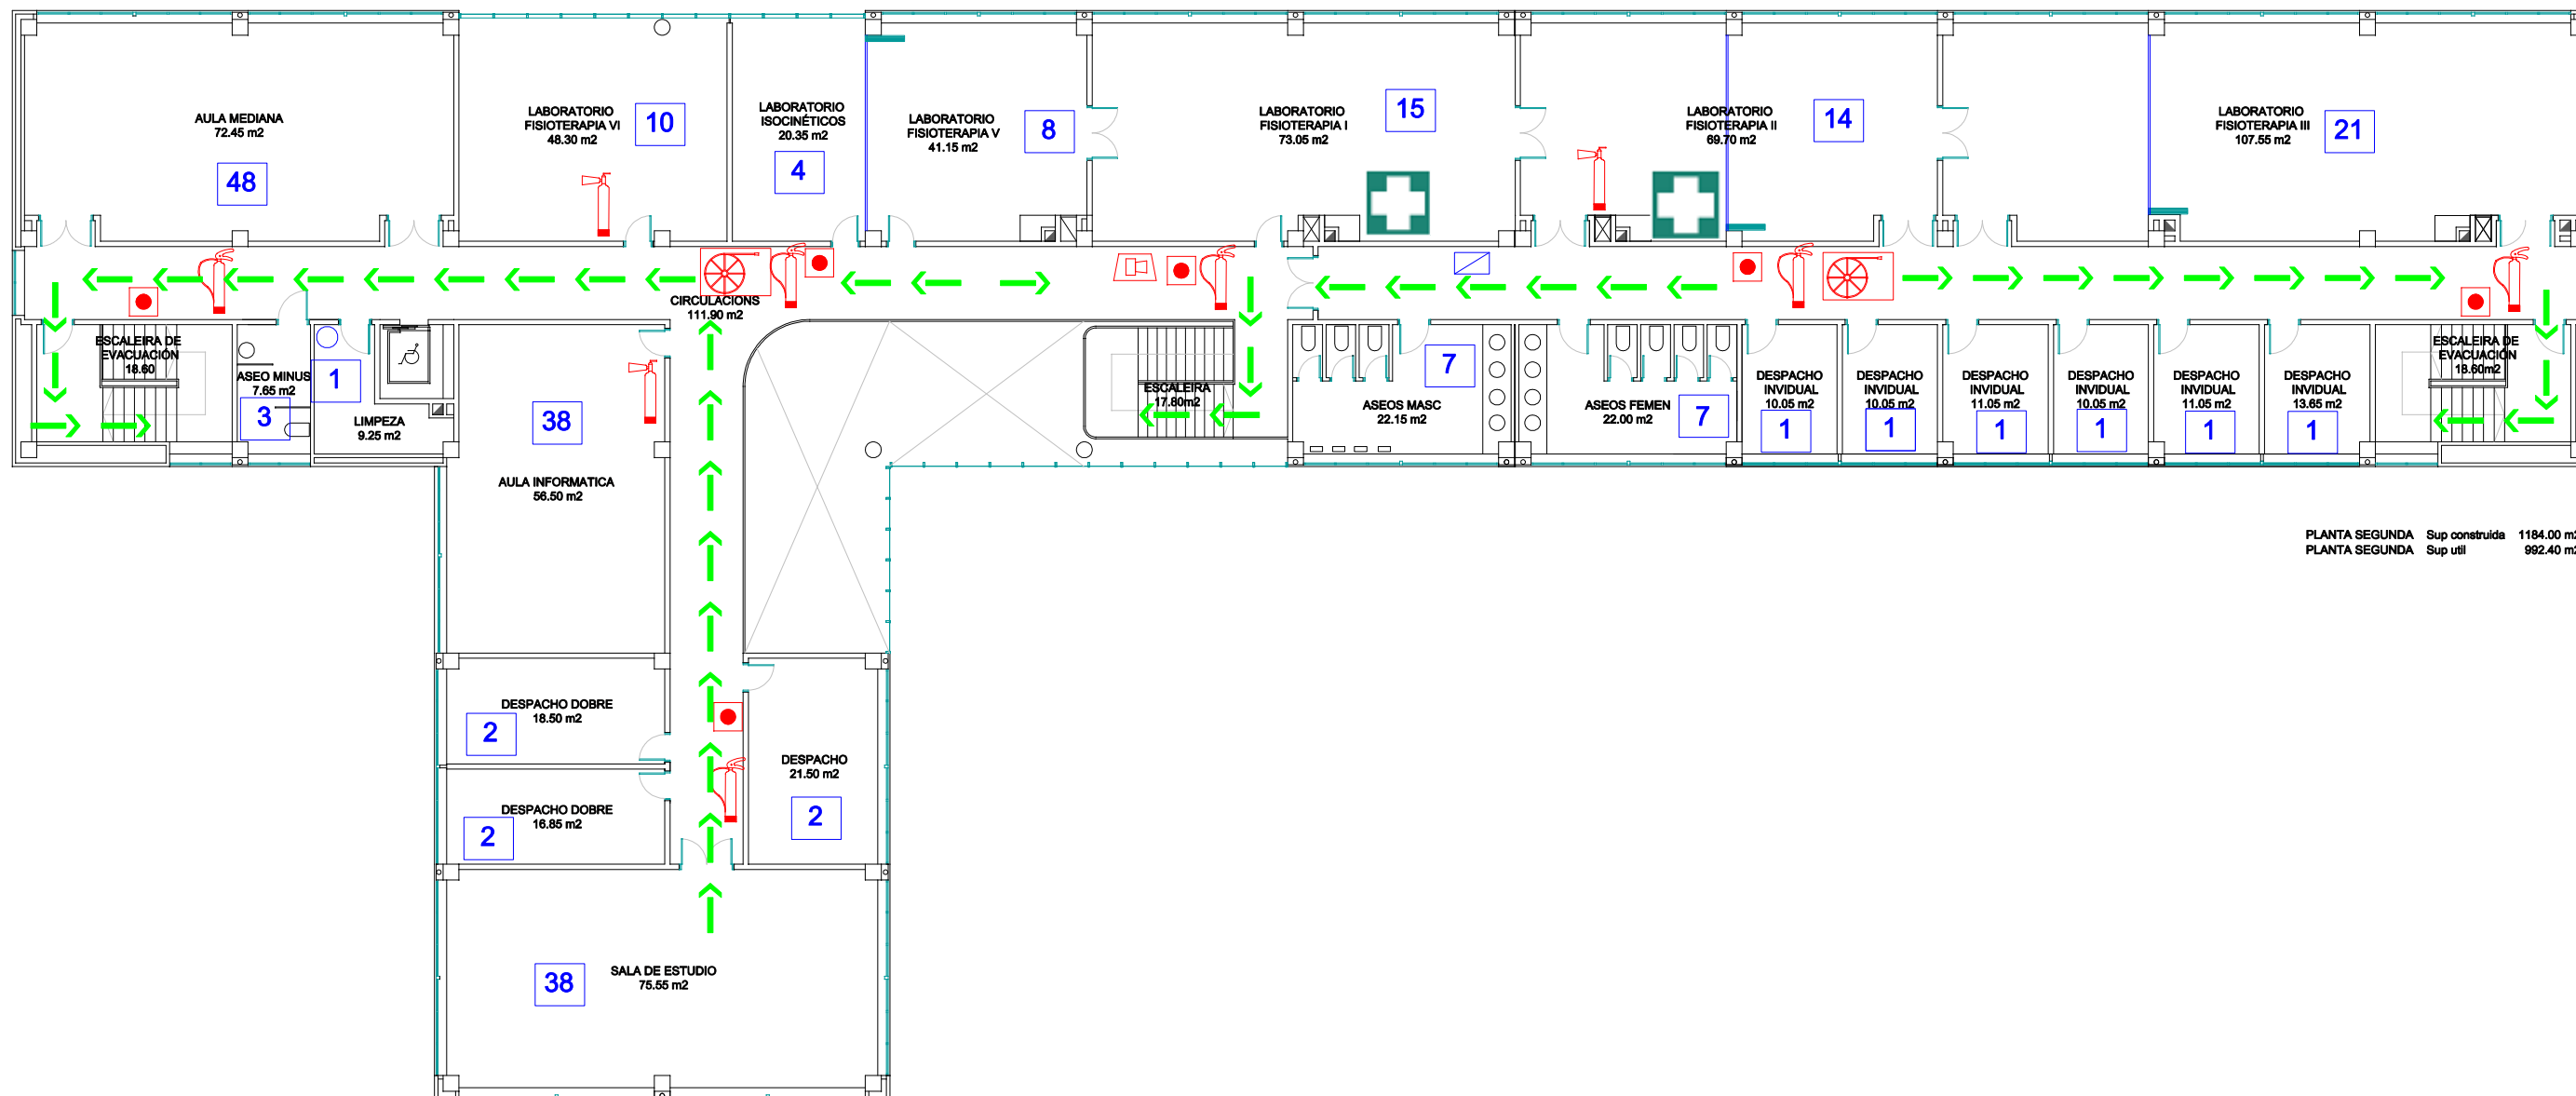 AULA MEDIANA
72.45 m2
48
LABORATORIO
FISIOTERAPIA VI
48.30 m2
10
LABORATORIO
ISOCINÉTICOS
20.35 m2
4
LABORATORIO
FISIOTERAPIA V
41.15 m2
8
LABORATORIO
FISIOTERAPIA I
73.05 m2
15
LABORATORIO
FISIOTERAPIA II
69.70 m2
14
LABORATORIO
FISIOTERAPIA III
107.55 m2
21
CIRCULACIONS
111.90 m2
ESCALEIRA DE
EVACUACIÓN
18.60
ASEO MINUS
7.65 m2
3
1
LIMPEZA
9.25 m2
38
AULA INFORMATICA
56.50 m2
ESCALEIRA
17.80m2
ASEOS MASC
22.15 m2
7
ASEOS FEMEN
22.00 m2
7
DESPACHO
INVIDUAL
10.05 m2
1
DESPACHO
INVIDUAL
10.05 m2
1
DESPACHO
INVIDUAL
11.05 m2
1
DESPACHO
INVIDUAL
10.05 m2
1
DESPACHO
INVIDUAL
11.05 m2
1
DESPACHO
INVIDUAL
13.65 m2
1
ESCALEIRA DE
EVACUACIÓN
18.60m2
PLANTA SEGUNDA Sup construida 1184.00 m2
PLANTA SEGUNDA Sup util 992.40 m2
DESPACHO DOBRE
18.50 m2
2
DESPACHO DOBRE
16.85 m2
2
DESPACHO
21.50 m2
2
SALA DE ESTUDIO
75.55 m2
38